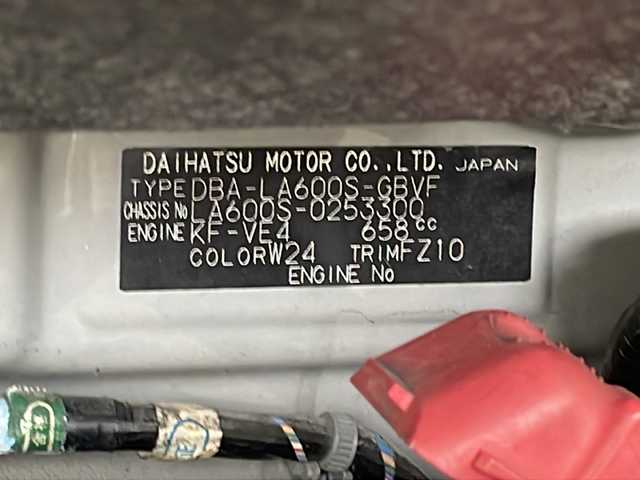 DAIHATSU MOTOR CO.,LTD. JAPAN
TYPE DBA-LA600S-GBVF
CHASSIS No LA600S-0253300
ENGINE KF-VE4 658cc
COLOR W24 TRIM FZ10
ENGINE No